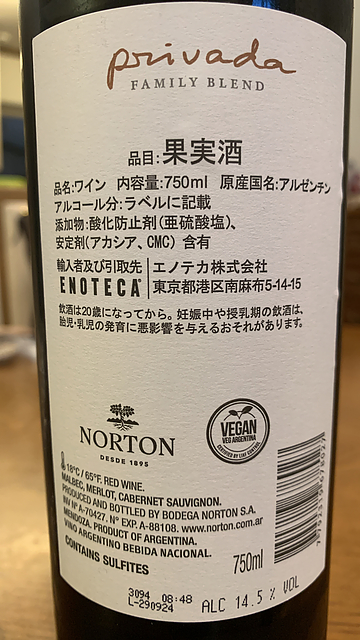 privada
FAMILY BLEND
品目:果実酒
品名:ワイン 内容量:750ml 原産国名:アルゼンチン
アルコール分:ラベルに記載
添加物:酸化防止剤(亜硫酸塩)、
安定剤(アカシア、CMC) 含有
輸入者及び引取先 エノテカ株式会社
ENOTECA 東京都港区南麻布5-14-15
飲酒は20歳になってから。妊娠中や授乳期の飲酒は、
胎児・乳児の発育に悪影響を与えるおそれがあります。
NORTON
DESDE 1895
VEGAN
VEG ARGENTINA
18°C / 65°F. RED WINE.
MALBEC, MERLOT, CABERNET SAUVIGNON.
PRODUCED AND BOTTLED BY BODEGA NORTON S.A.
INV N° A-70427. N° EXP. A-88108. www.norton.com.ar
MENDOZA. PRODUCT OF ARGENTINA.
VINO ARGENTINO BEBIDA NACIONAL.
CONTAINS SULFITES
750ml
3094 08:48
L-290924
ALC 14.5 % VOL